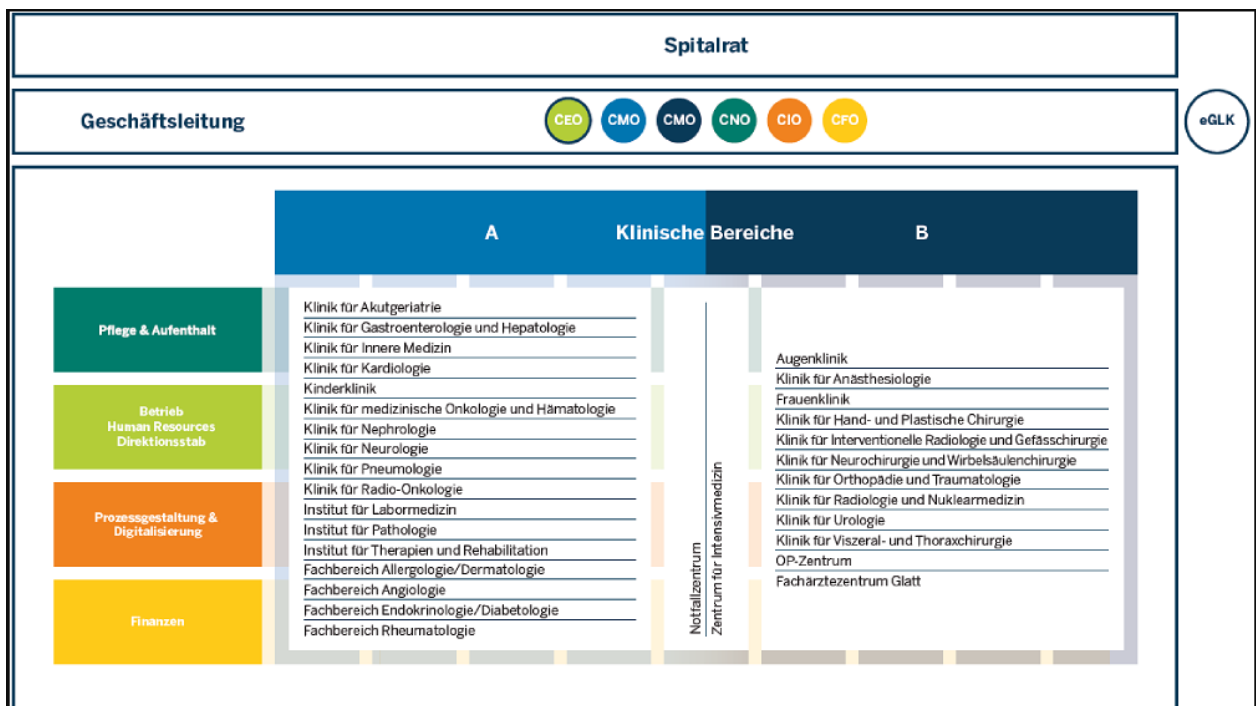 Spitalrat
Geschäftsleitung
CEO
CMO
CMO
CNO
CIO
CFO
eGLK
A
Klinische Bereiche
B
Pflege & Aufenthalt
Betrieb
Human Resources
Direktionsstab
Prozessgestaltung &
Digitalisierung
Finanzen
Klinik für Akutgeriatrie
Klinik für Gastroenterologie und Hepatologie
Klinik für Innere Medizin
Klinik für Kardiologie
Kinderklinik
Klinik für medizinische Onkologie und Hämatologie
Klinik für Nephrologie
Klinik für Neurologie
Klinik für Pneumologie
Klinik für Radio-Onkologie
Institut für Labormedizin
Institut für Pathologie
Institut für Therapien und Rehabilitation
Fachbereich Allergologie/Dermatologie
Fachbereich Angiologie
Fachbereich Endokrinologie/Diabetologie
Fachbereich Rheumatologie
Notfallzentrum
Zentrum für Intensivmedizin
Augenklinik
Klinik für Anästhesiologie
Frauenklinik
Klinik für Hand- und Plastische Chirurgie
Klinik für Interventionelle Radiologie und Gefässchirurgie
Klinik für Neurochirurgie und Wirbelsäulenchirurgie
Klinik für Orthopädie und Traumatologie
Klinik für Radiologie und Nuklearmedizin
Klinik für Urologie
Klinik für Viszeral- und Thoraxchirurgie
OP-Zentrum
Fachärztezentrum Glatt